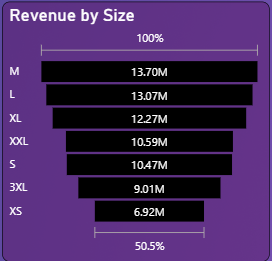 Revenue by Size
100%
M 13.70M
L 13.07M
XL 12.27M
XXL 10.59M
S 10.47M
3XL 9.01M
XS 6.92M
50.5%